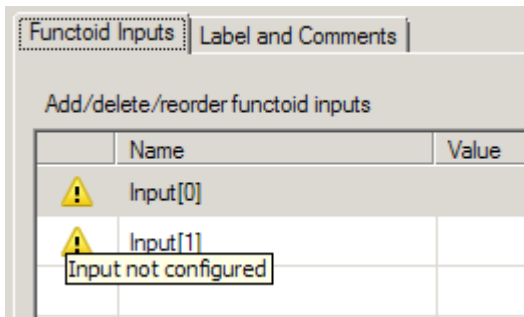 Functoid Inputs Label and Comments
Add/delete/reorder functoid inputs
Name Value
Input[0]
Input[1]
Input not configured